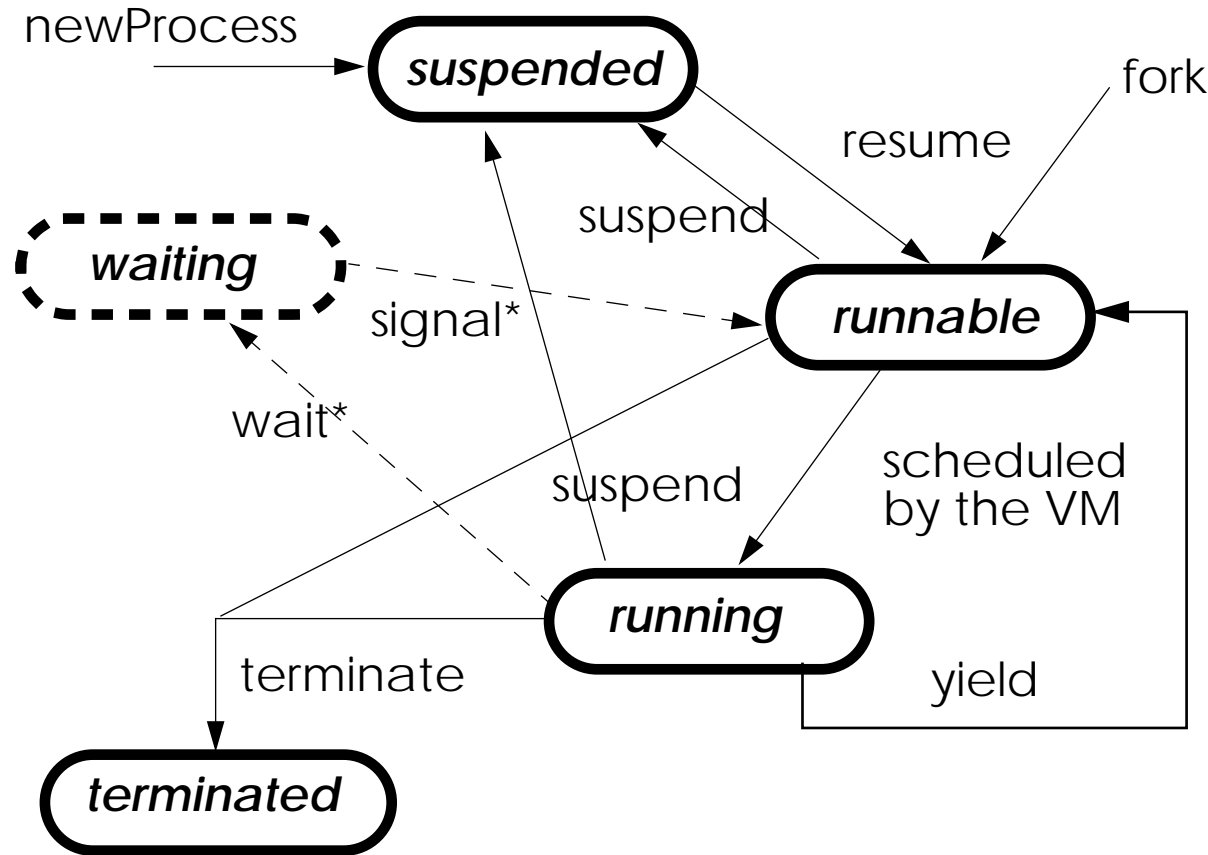 newProcess
suspended
fork
resume
suspend
waiting
signal*
runnable
wait*
suspend
scheduled
by the VM
running
terminate
yield
terminated